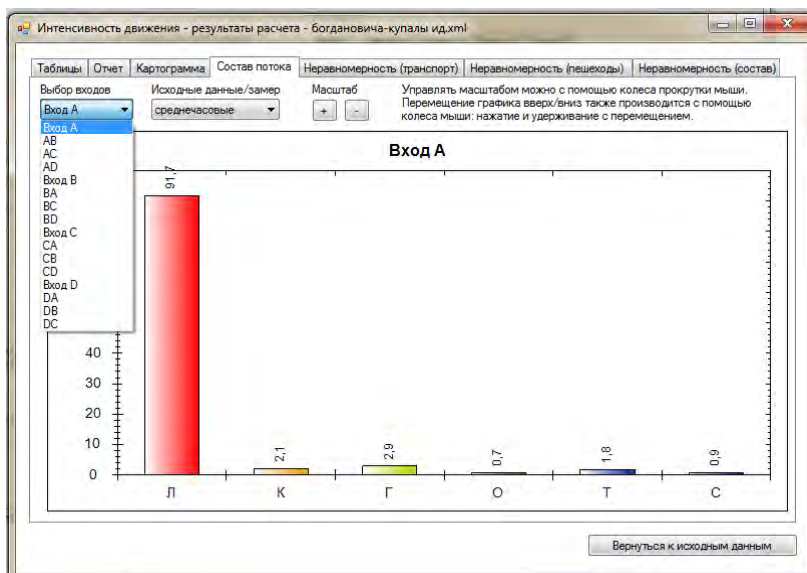 Интенсивность движения - результаты расчета - богдановича-купалы ид.xml
Таблицы Отчет Картограмма Состав потока Неравномерность (транспорт) Неравномерность (пешеходы) Неравномерность (состав)
Выбор входов Исходные данные/замер Масштаб
Управлять масштабом можно с помощью колеса прокрутки мыши.
Перемещение графика вверх/вниз также производится с помощью
колеса мыши: нажатие и удерживание с перемещением.
Вход A среднечасовые + -
Вход A
AB
AC
AD
Вход B
BA
BC
BD
Вход C
CA
CB
CD
Вход D
DA
DB
DC
Вход А
91,7
2,1
2,9
0,7
1,8
0,9
40
30
20
10
0
Л К Г О Т С
Вернуться к исходным данным